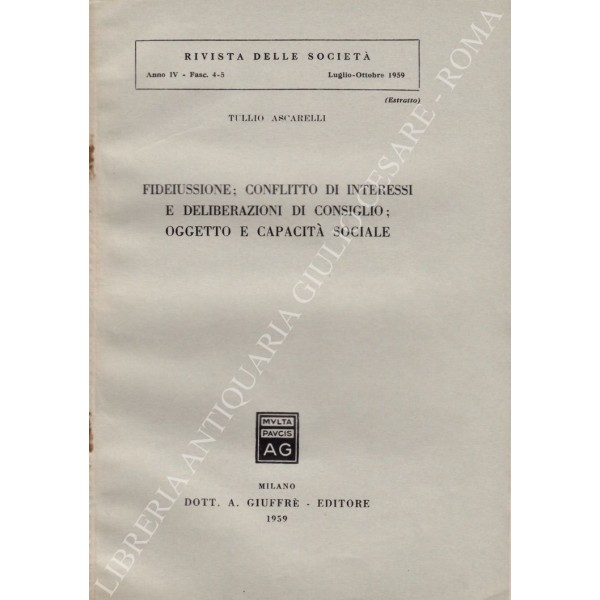 RIVISTA DELLE SOCIETÀ
Anno IV - Fasc. 4-5 Luglio-Ottobre 1959
(Estratto)
TULLIO ASCARELLI
FIDEIUSSIONE; CONFLITTO DI INTERESSI
E DELIBERAZIONI DI CONSIGLIO;
OGGETTO E CAPACITÀ SOCIALE
MVLTA
PAVCIS
AG
MILANO
DOTT. A. GIUFFRÈ - EDITORE
1959
LIBRERIA ANTIQUARIA GIULIO CESARE - ROMA